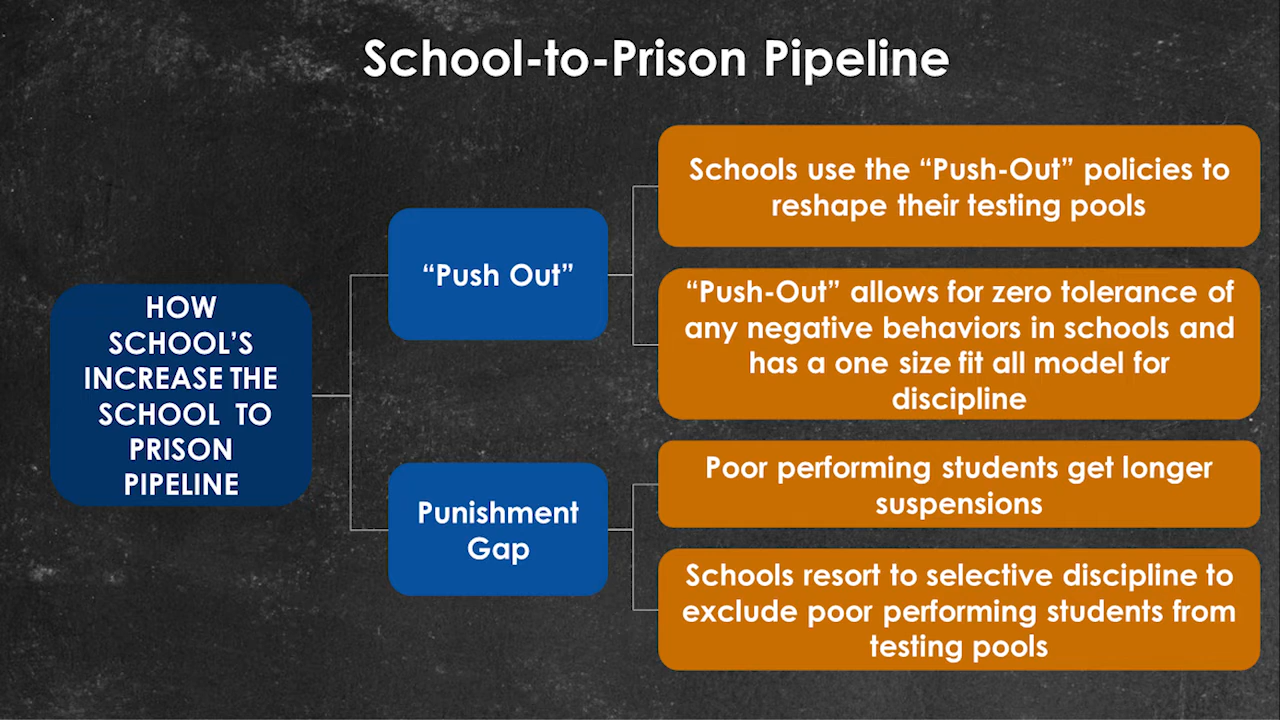 School-to-Prison Pipeline
HOW
SCHOOL’S
INCREASE THE
SCHOOL TO
PRISON
PIPELINE
“Push Out”
Schools use the “Push-Out” policies to
reshape their testing pools
“Push-Out” allows for zero tolerance of
any negative behaviors in schools and
has a one size fit all model for
discipline
Punishment
Gap
Poor performing students get longer
suspensions
Schools resort to selective discipline to
exclude poor performing students from
testing pools